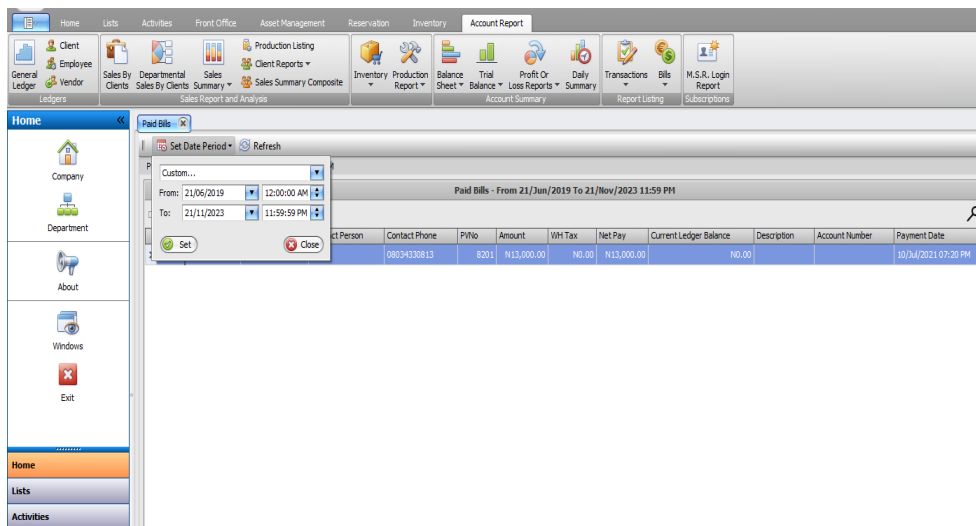 Home Lists Activities Front Office Asset Management Reservation Inventory Account Report
Client
Employee
Vendor
General Ledger
Ledgers
Sales By Clients
Departmental Sales By Clients
Sales Summary
Production Listing
Client Reports
Sales Summary Composite
Sales Report and Analysis
Inventory
Production Report
Balance Sheet
Trial Balance
Profit Or Loss Reports
Daily Summary
Account Summary
Transactions
Bills
Report Listing
M.S.R. Login Report
Subscriptions
Home
Company
Department
About
Windows
Exit
Home
Lists
Activities
Paid Bills
Set Date Period Refresh
Custom...
From: 21/06/2019 12:00:00 AM
To: 21/11/2023 11:59:59 PM
Set Close
Paid Bills - From 21/Jun/2019 To 21/Nov/2023 11:59 PM
ct Person Contact Phone PVNo Amount WH Tax Net Pay Current Ledger Balance Description Account Number Payment Date
08034330813 8201 N13,000.00 N0.00 N13,000.00 N0.00 10/Jul/2021 07:20 PM